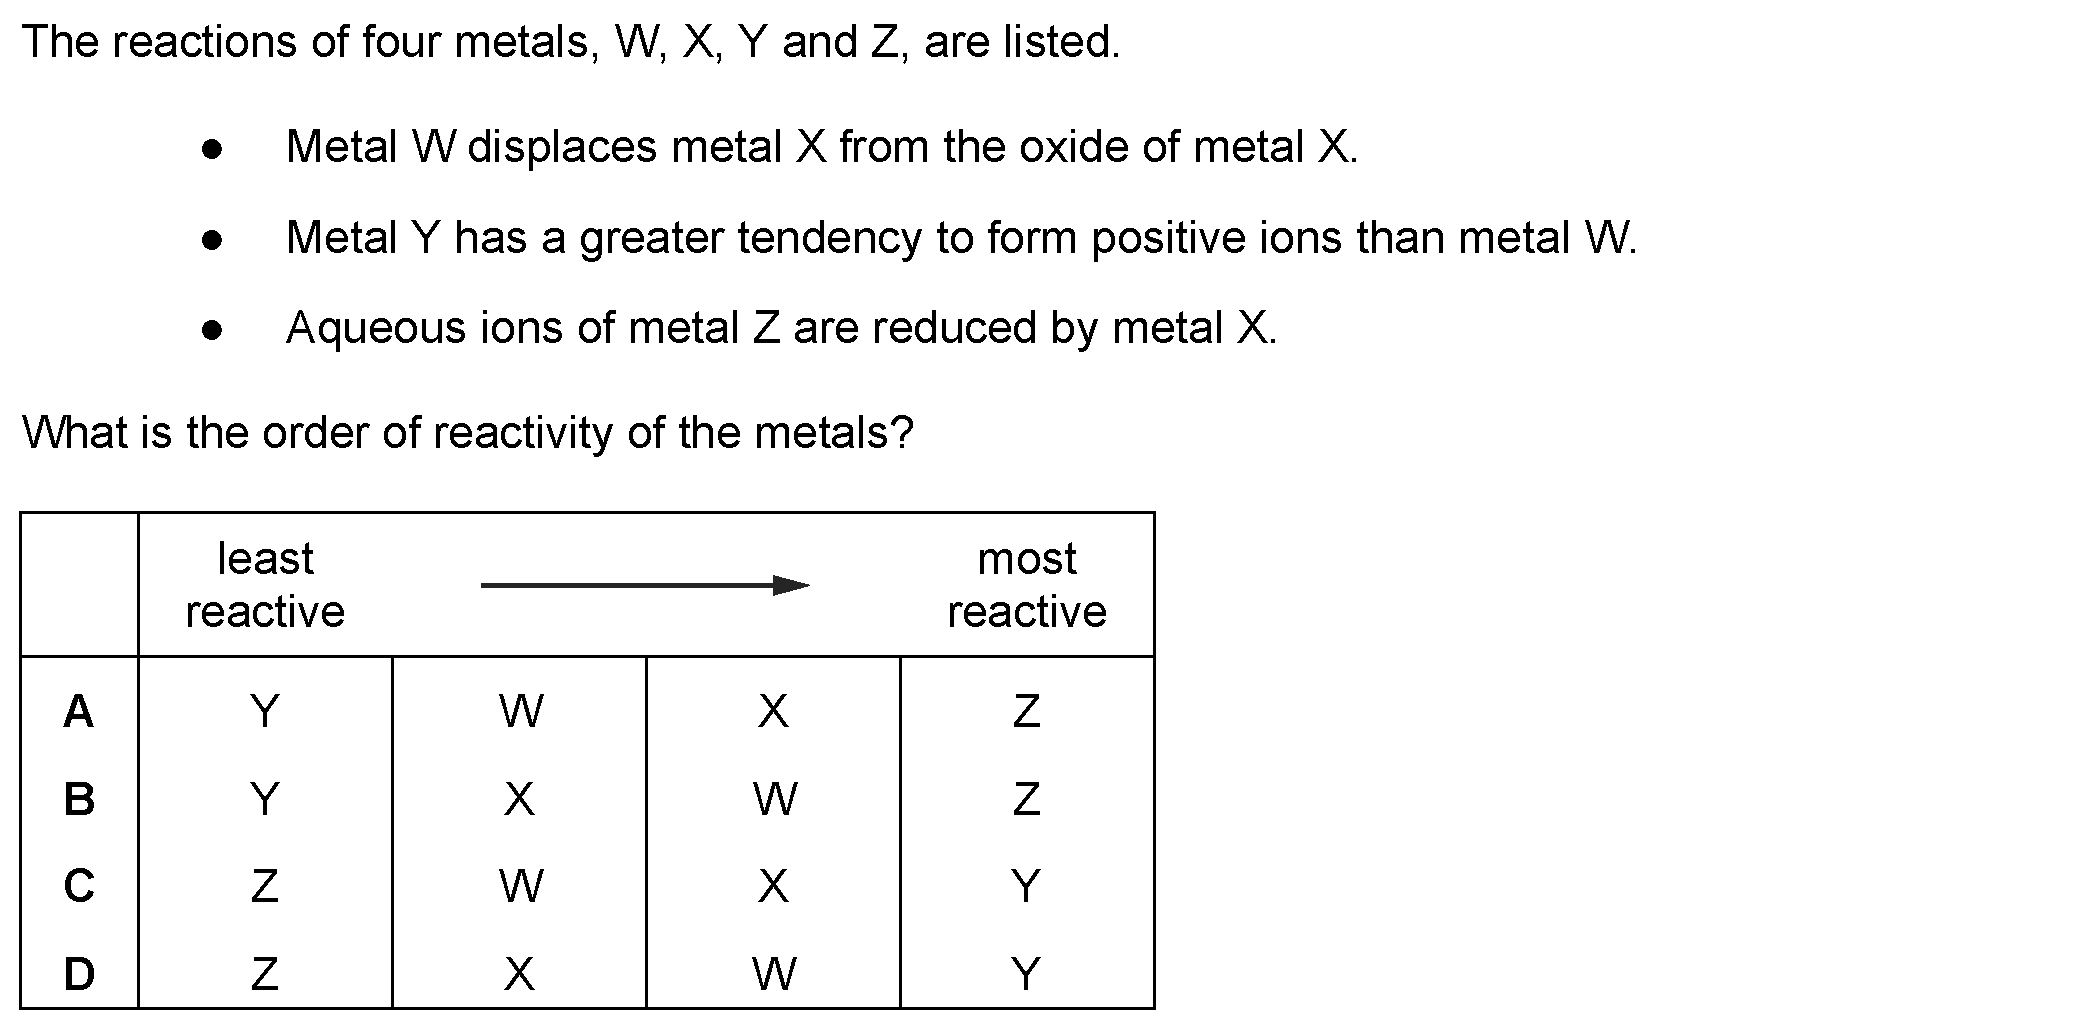 The reactions of four metals, W, X, Y and Z, are listed.
● Metal W displaces metal X from the oxide of metal X.
● Metal Y has a greater tendency to form positive ions than metal W.
● Aqueous ions of metal Z are reduced by metal X.
What is the order of reactivity of the metals?
least reactive most reactive
A Y W X Z
B Y X W Z
C Z W X Y
D Z X W Y